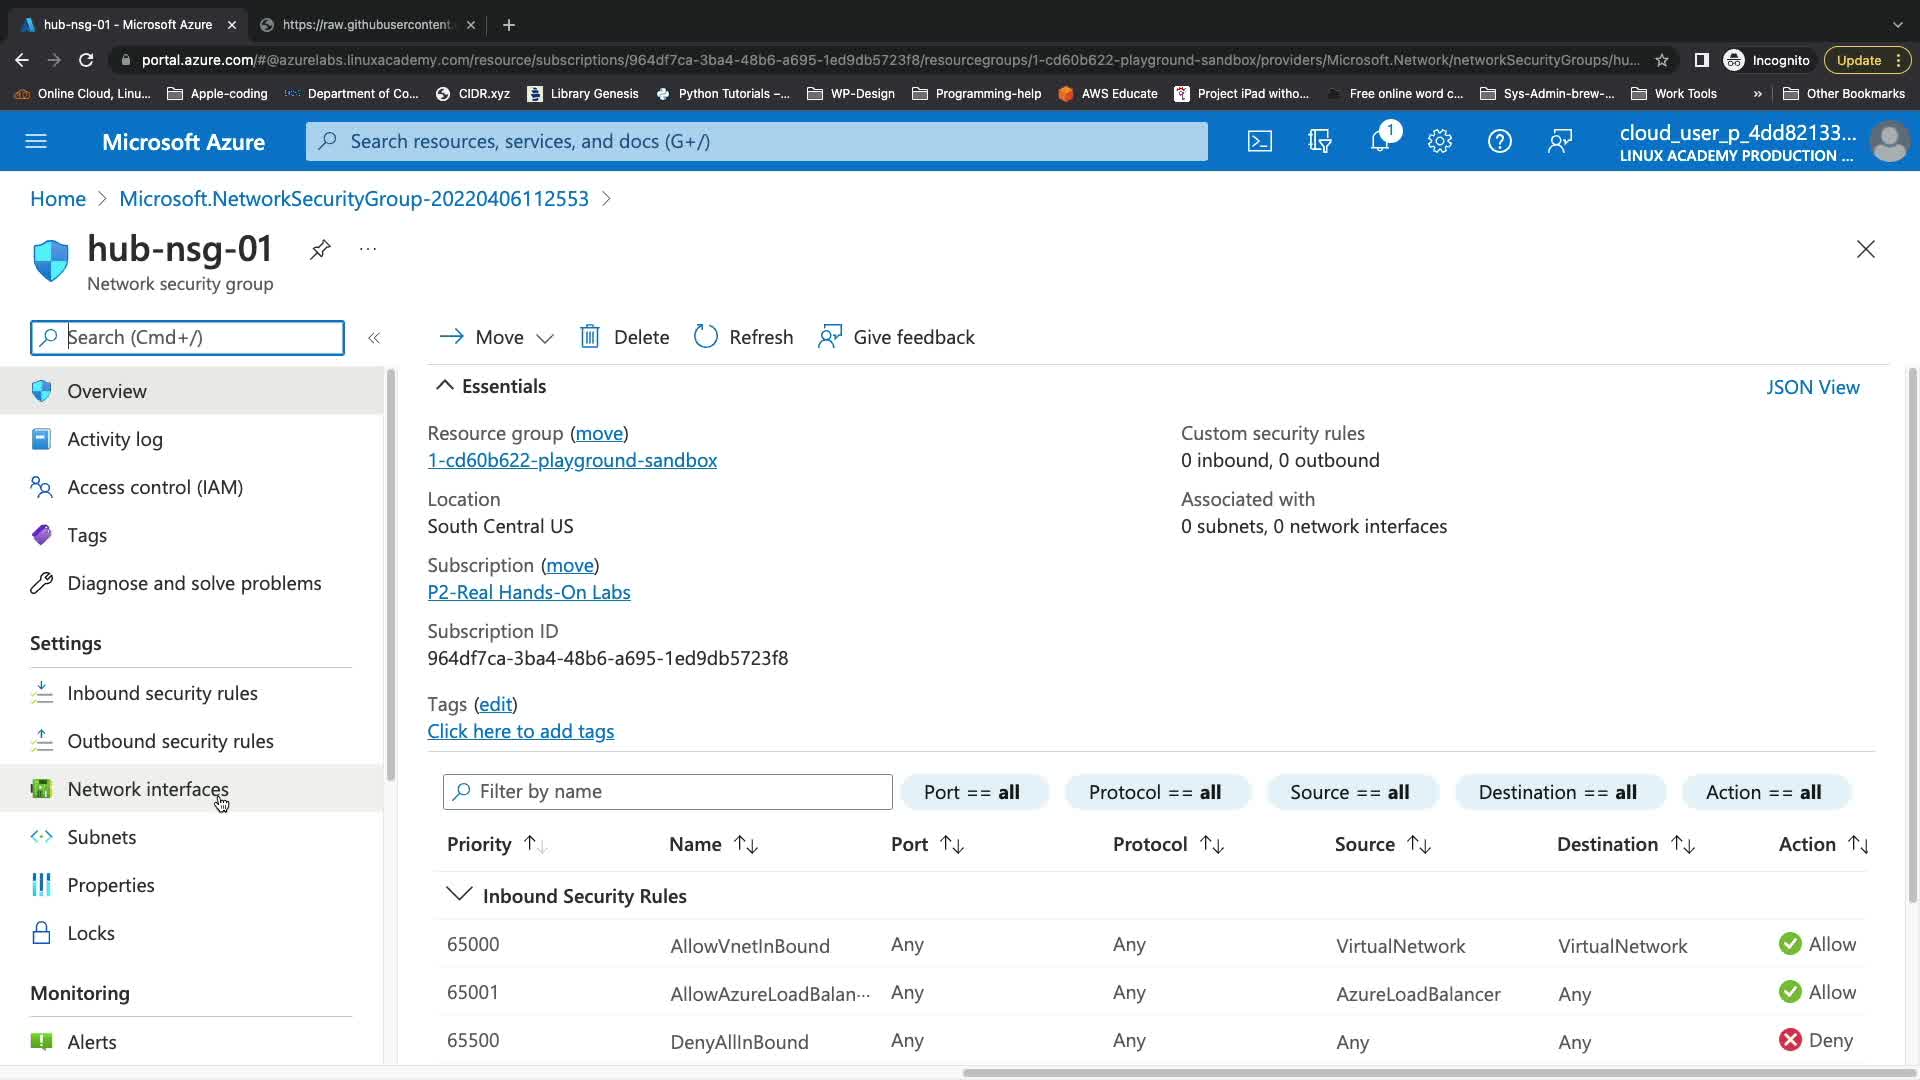 hub-nsg-01 - Microsoft Azure
https://raw.githubusercontent.
portal.azure.com/#@azurelabs.linuxacademy.com/resource/subscriptions/964df7ca-3ba4-48b6-a695-1ed9db5723f8/resourcegroups/1-cd60b622-playground-sandbox/providers/Microsoft.Network/networkSecurityGroups/hu...
Incognito
Update
Online Cloud, Linu...
Apple-coding
Department of Co...
CIDR.xyz
Library Genesis
Python Tutorials –...
WP-Design
Programming-help
AWS Educate
Project iPad witho...
Free online word c...
Sys-Admin-brew-...
Work Tools
»
Other Bookmarks
Microsoft Azure
Search resources, services, and docs (G+/)
1
cloud_user_p_4dd82133...
LINUX ACADEMY PRODUCTION ...
Home > Microsoft.NetworkSecurityGroup-20220406112553 >
hub-nsg-01
...
Network security group
Search (Cmd+/)
«
Move
Delete
Refresh
Give feedback
Overview
Activity log
Access control (IAM)
Tags
Diagnose and solve problems
Settings
Inbound security rules
Outbound security rules
Network interfaces
Subnets
Properties
Locks
Monitoring
Alerts
Essentials
JSON View
Resource group (move)
1-cd60b622-playground-sandbox
Location
South Central US
Subscription (move)
P2-Real Hands-On Labs
Subscription ID
964df7ca-3ba4-48b6-a695-1ed9db5723f8
Tags (edit)
Click here to add tags
Custom security rules
0 inbound, 0 outbound
Associated with
0 subnets, 0 network interfaces
Filter by name
Port == all
Protocol == all
Source == all
Destination == all
Action == all
Priority Name Port Protocol Source Destination Action
Inbound Security Rules
65000 AllowVnetInBound Any Any VirtualNetwork VirtualNetwork Allow
65001 AllowAzureLoadBalan... Any Any AzureLoadBalancer Any Allow
65500 DenyAllInBound Any Any Any Any Deny